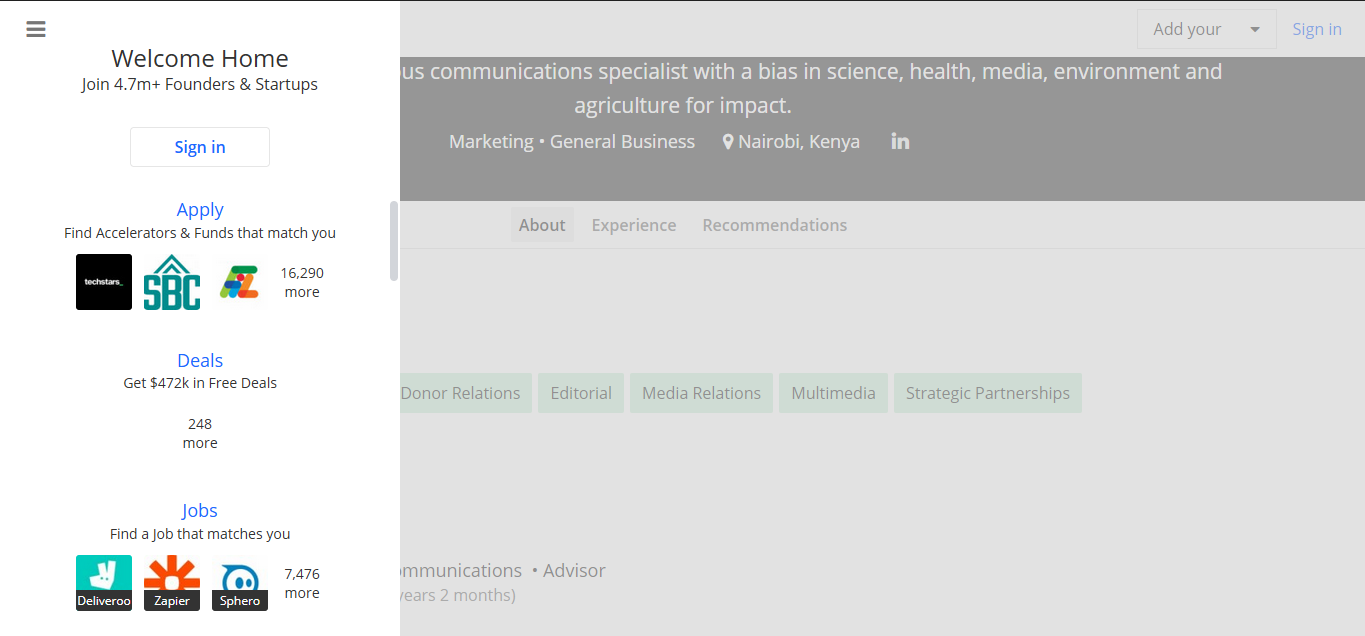 Welcome Home
Join 4.7m+ Founders & Startups
Sign in
Apply
Find Accelerators & Funds that match you
techstars_
SBC
16,290
more
Deals
Get $472k in Free Deals
248
more
Jobs
Find a Job that matches you
Deliveroo
Zapier
Sphero
7,476
more
Add your
Sign in
communications specialist with a bias in science, health, media, environment and
agriculture for impact.
Marketing • General Business
Nairobi, Kenya
in
About
Experience
Recommendations
Donor Relations
Editorial
Media Relations
Multimedia
Strategic Partnerships
ommunications • Advisor
years 2 months)